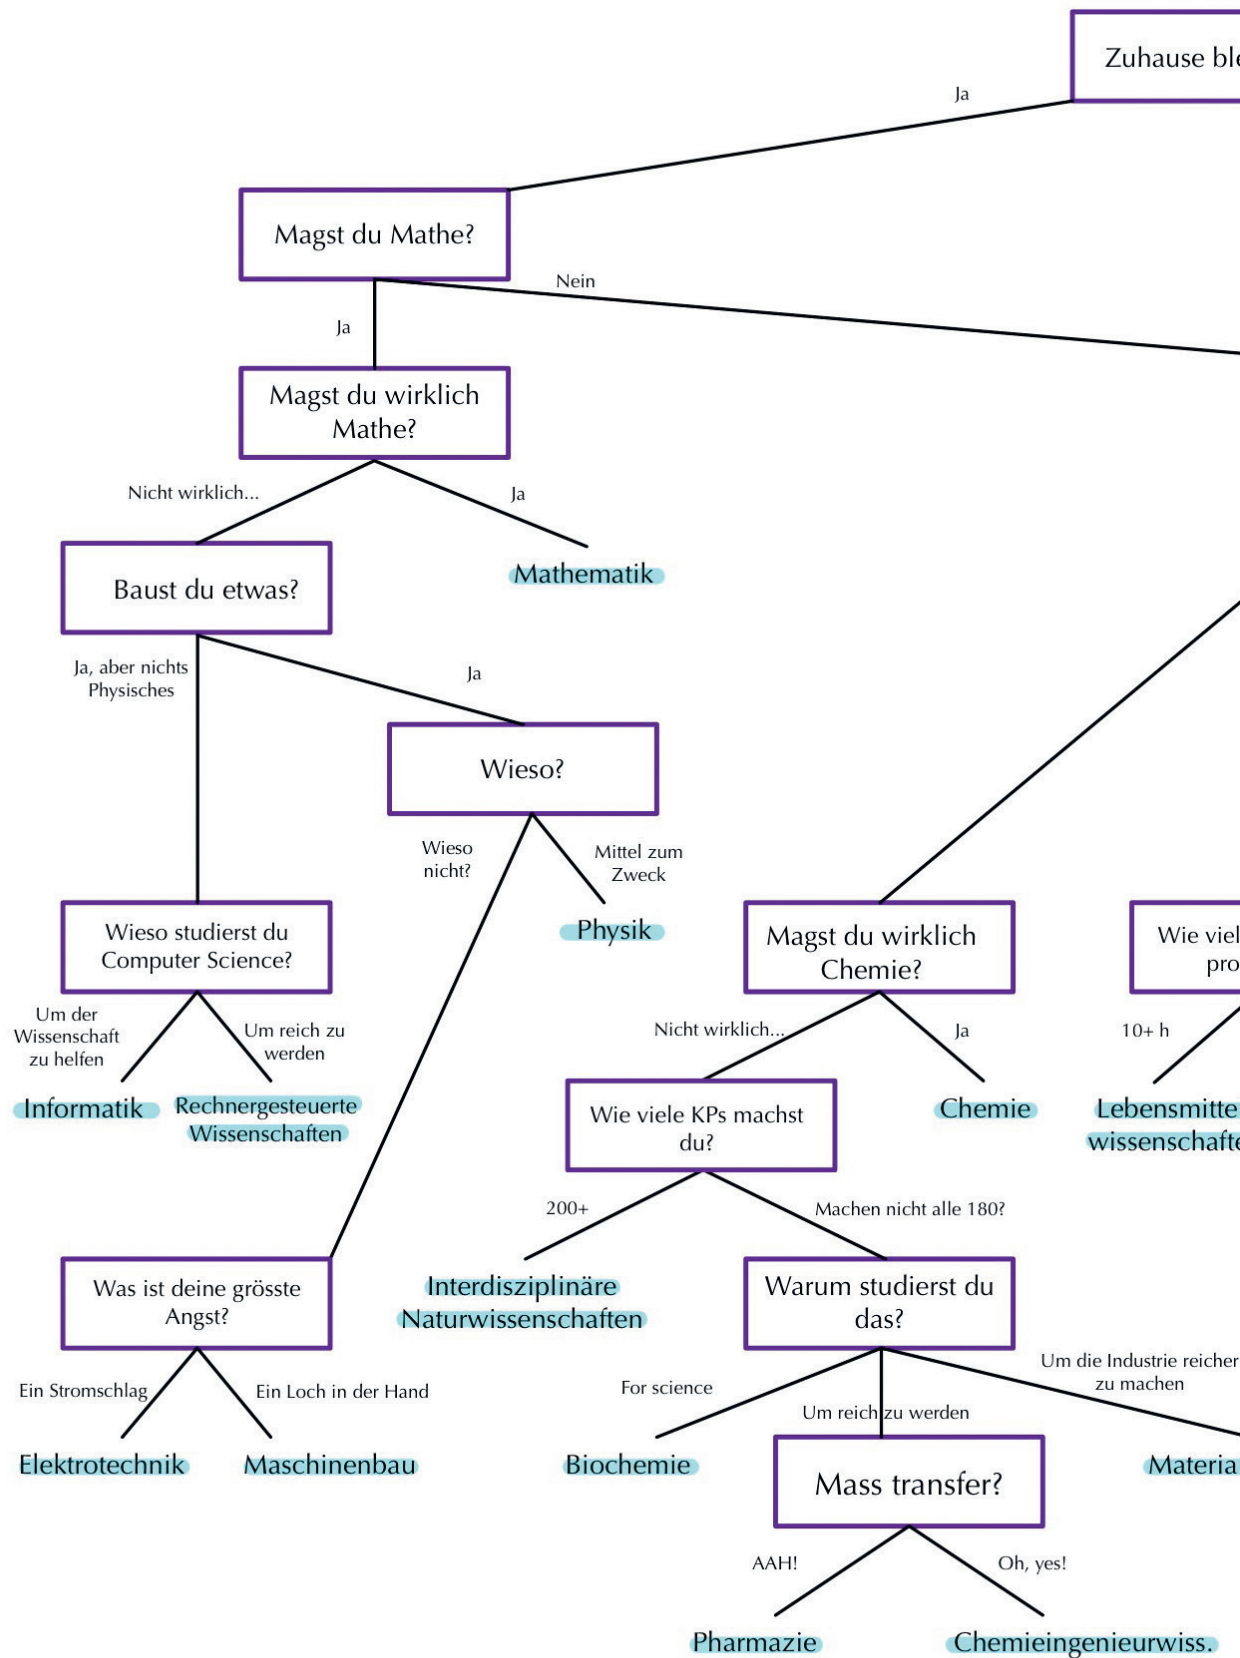 Zuhause ble
Ja
Magst du Mathe?
Nein
Ja
Magst du wirklich
Mathe?
Nicht wirklich...
Ja
Mathematik
Baust du etwas?
Ja, aber nichts
Physisches
Ja
Wieso?
Wieso
nicht?
Mittel zum
Zweck
Physik
Wieso studierst du
Computer Science?
Um der
Wissenschaft
zu helfen
Um reich zu
werden
Informatik
Rechnergesteuerte
Wissenschaften
Magst du wirklich
Chemie?
Wie viel
pro
Nicht wirklich...
Ja
10+ h
Wie viele KPs machst
du?
Chemie
Lebensmitte
wissenschafte
200+
Machen nicht alle 180?
Was ist deine grösste
Angst?
Interdisziplinäre
Naturwissenschaften
Warum studierst du
das?
Ein Stromschlag
Ein Loch in der Hand
For science
Um reich zu werden
Um die Industrie reicher
zu machen
Elektrotechnik
Maschinenbau
Biochemie
Materia
Mass transfer?
AAH!
Oh, yes!
Pharmazie
Chemieingenieurwiss.